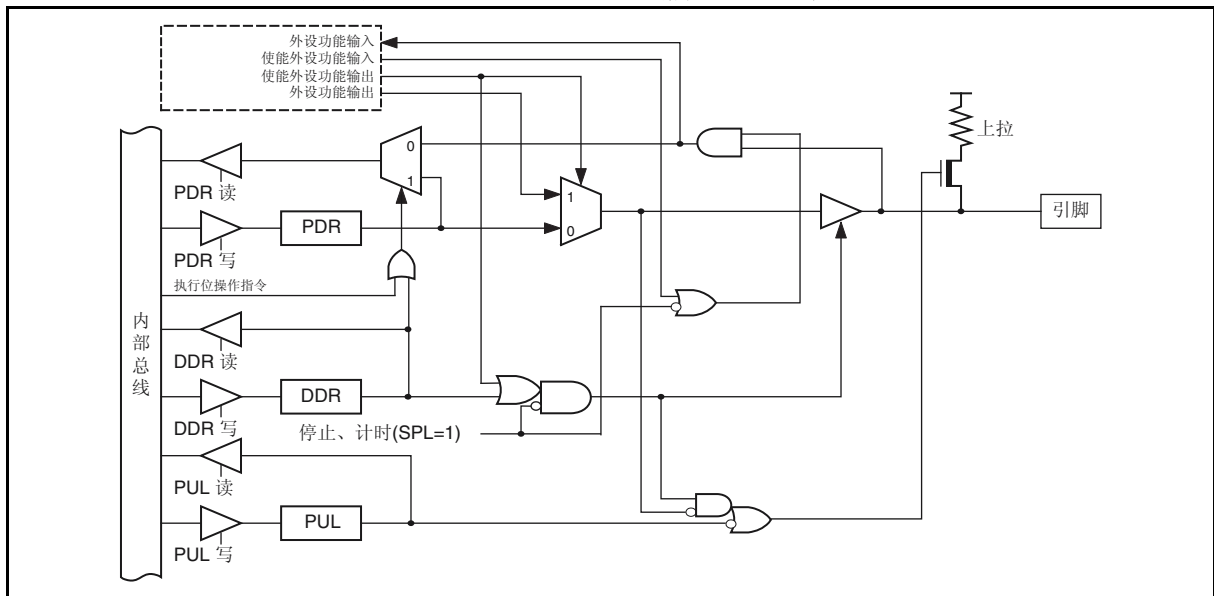 外设功能输入
使能外设功能输入
使能外设功能输出
外设功能输出
上拉
0
1
PDR 读
1
0
引脚
PDR
PDR 写
执行位操作指令
内部总线
DDR 读
DDR
DDR 写
停止、计时(SPL=1)
PUL 读
PUL
PUL 写